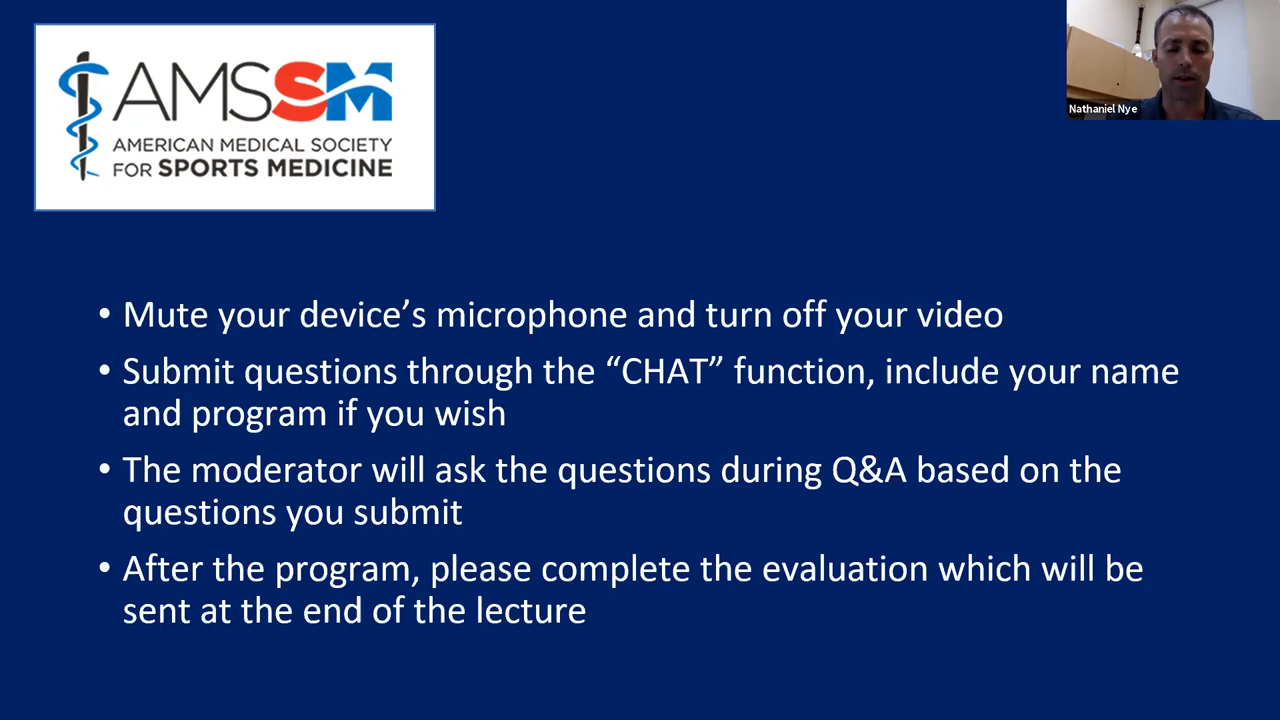 AMSSM
AMERICAN MEDICAL SOCIETY
FOR SPORTS MEDICINE
Nathaniel Nye
• Mute your device’s microphone and turn off your video
• Submit questions through the “CHAT” function, include your name
and program if you wish
• The moderator will ask the questions during Q&A based on the
questions you submit
• After the program, please complete the evaluation which will be
sent at the end of the lecture